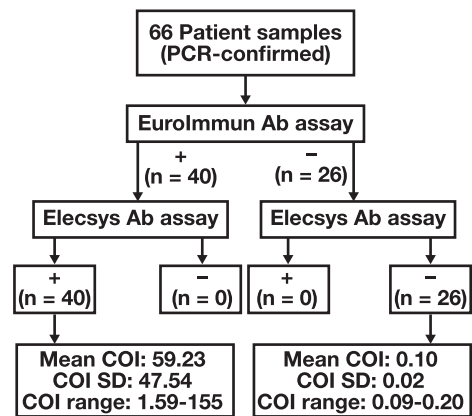 66 Patient samples
(PCR-confirmed)
EuroImmun Ab assay
+
(n = 40)
−
(n = 26)
Elecsys Ab assay
Elecsys Ab assay
+
(n = 40)
−
(n = 0)
+
(n = 0)
−
(n = 26)
Mean COI: 59.23
COI SD: 47.54
COI range: 1.59-155
Mean COI: 0.10
COI SD: 0.02
COI range: 0.09-0.20